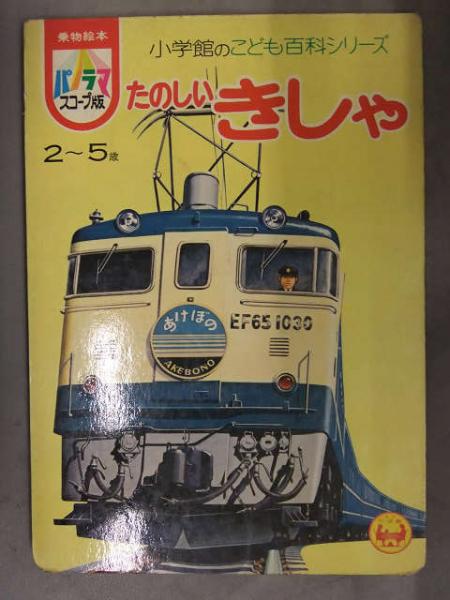 乗物絵本
パノラマ
スコープ版
小学館のこども百科シリーズ
たのしい きしゃ
2〜5歳
あけぼの
AKEBONO
EF65 1030